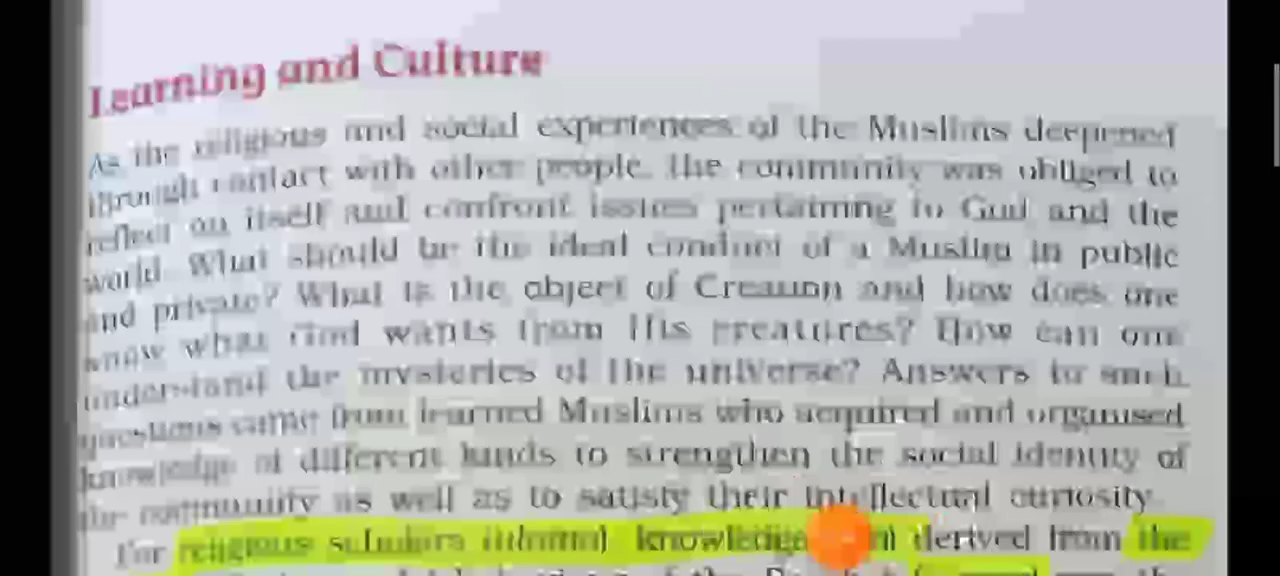 Learning and Culture
As the religious and social experiences of the Muslims deepened
through contact with other people, the community was obliged to
reflect on itself and confront issues pertaining to God and the
world. What should be the ideal conduct of a Muslim in public
and private? What is the object of Creation and how does one
know what God wants from His creatures? How can one
understand the mysteries of the universe? Answers to such
questions came from learned Muslims who acquired and organised
knowledge of different kinds to strengthen the social identity of
the community as well as to satisfy their intellectual curiosity.
For religious scholars (ulama), knowledge derived from the